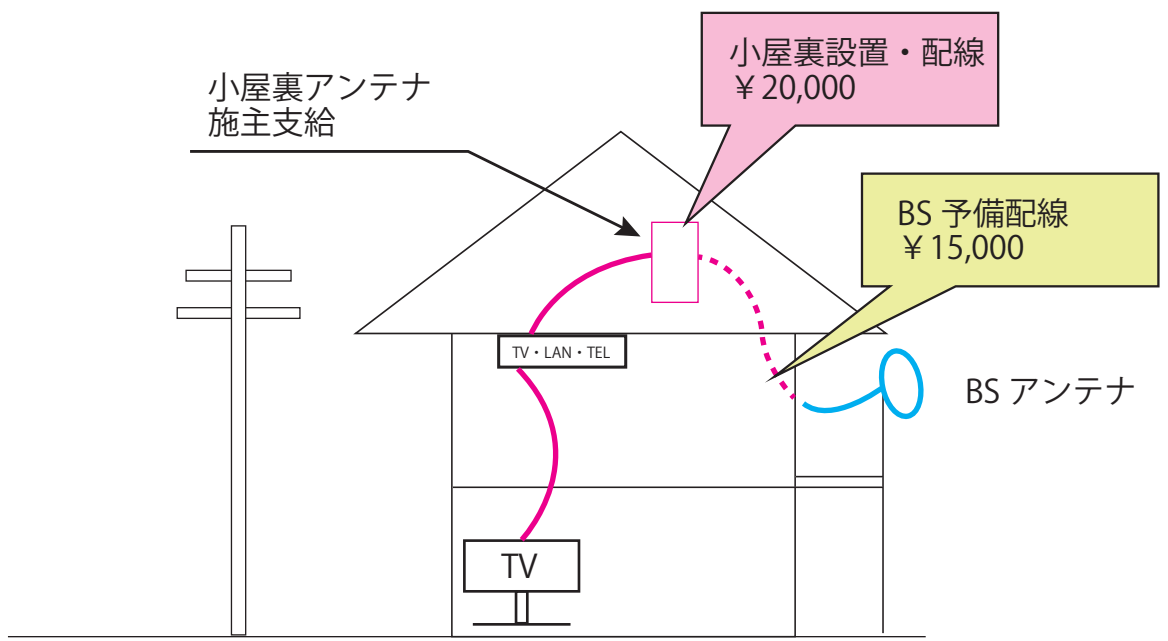 小屋裏設置・配線
¥20,000
小屋裏アンテナ
施主支給
BS 予備配線
¥15,000
TV・LAN・TEL
BS アンテナ
TV